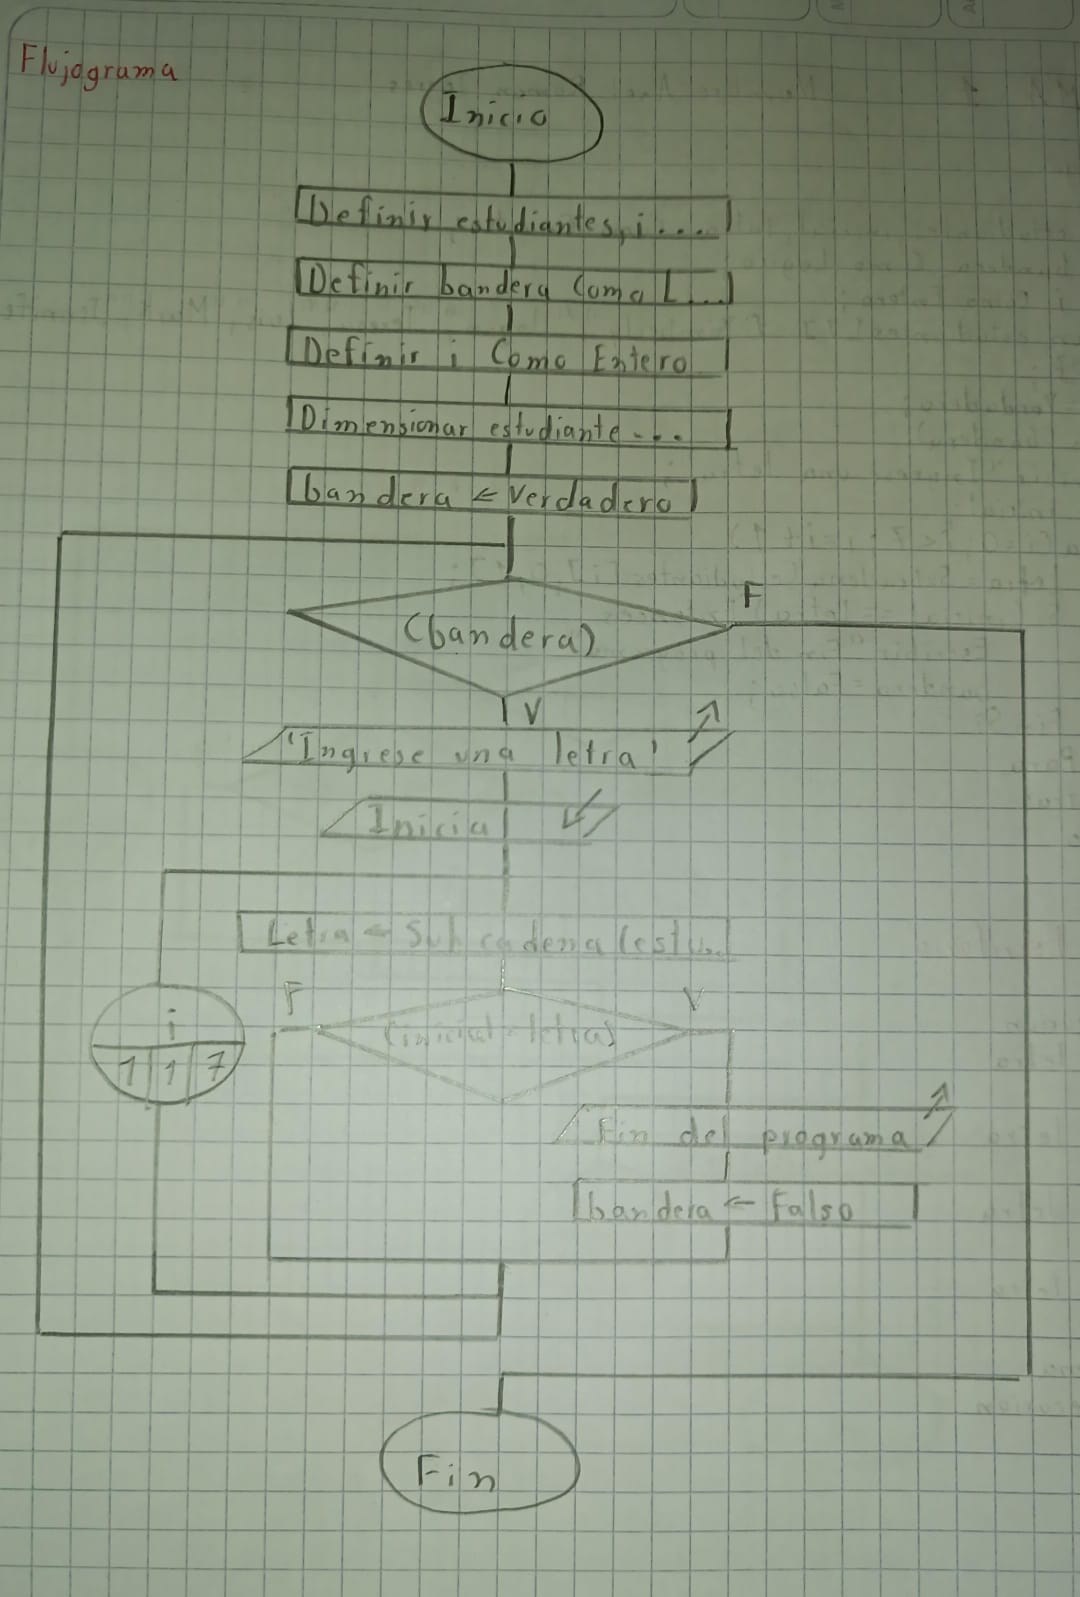 Flujograma
Inicio
Definir estudiantes, i...
Definir bandera Como L...
Definir i Como Entero
Dimensionar estudiante...
bandera ← Verdadero
(bandera)
F
V
'Ingrese una letra'
Inicial
Letra ← Subcadena (estu...
F
V
(inicial = letra)
i
1 1 7
Fin del programa
bandera ← Falso
Fin